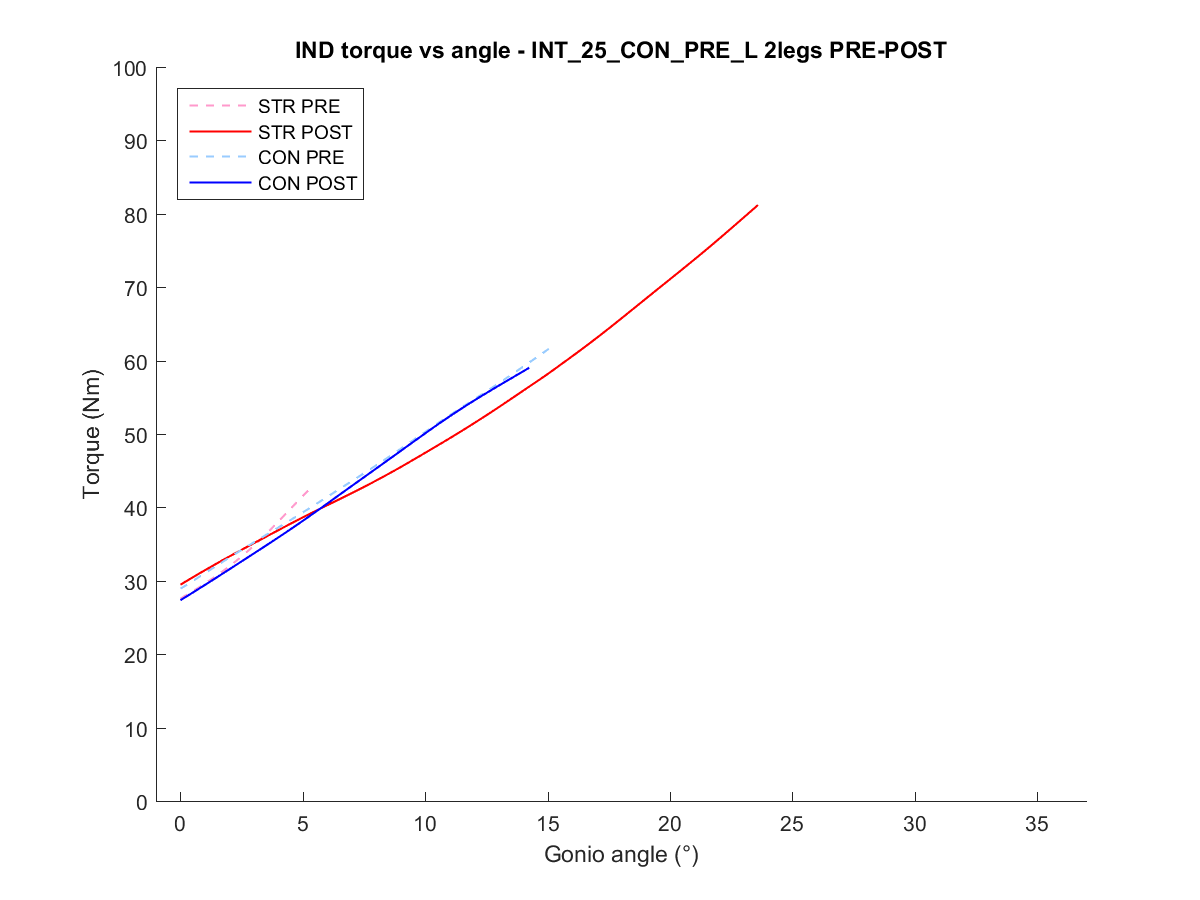 IND torque vs angle - INT_25_CON_PRE_L 2legs PRE-POST
100
90
80
70
60
50
40
30
20
10
0
STR PRE
STR POST
CON PRE
CON POST
Torque (Nm)
0 5 10 15 20 25 30 35
Gonio angle (°)